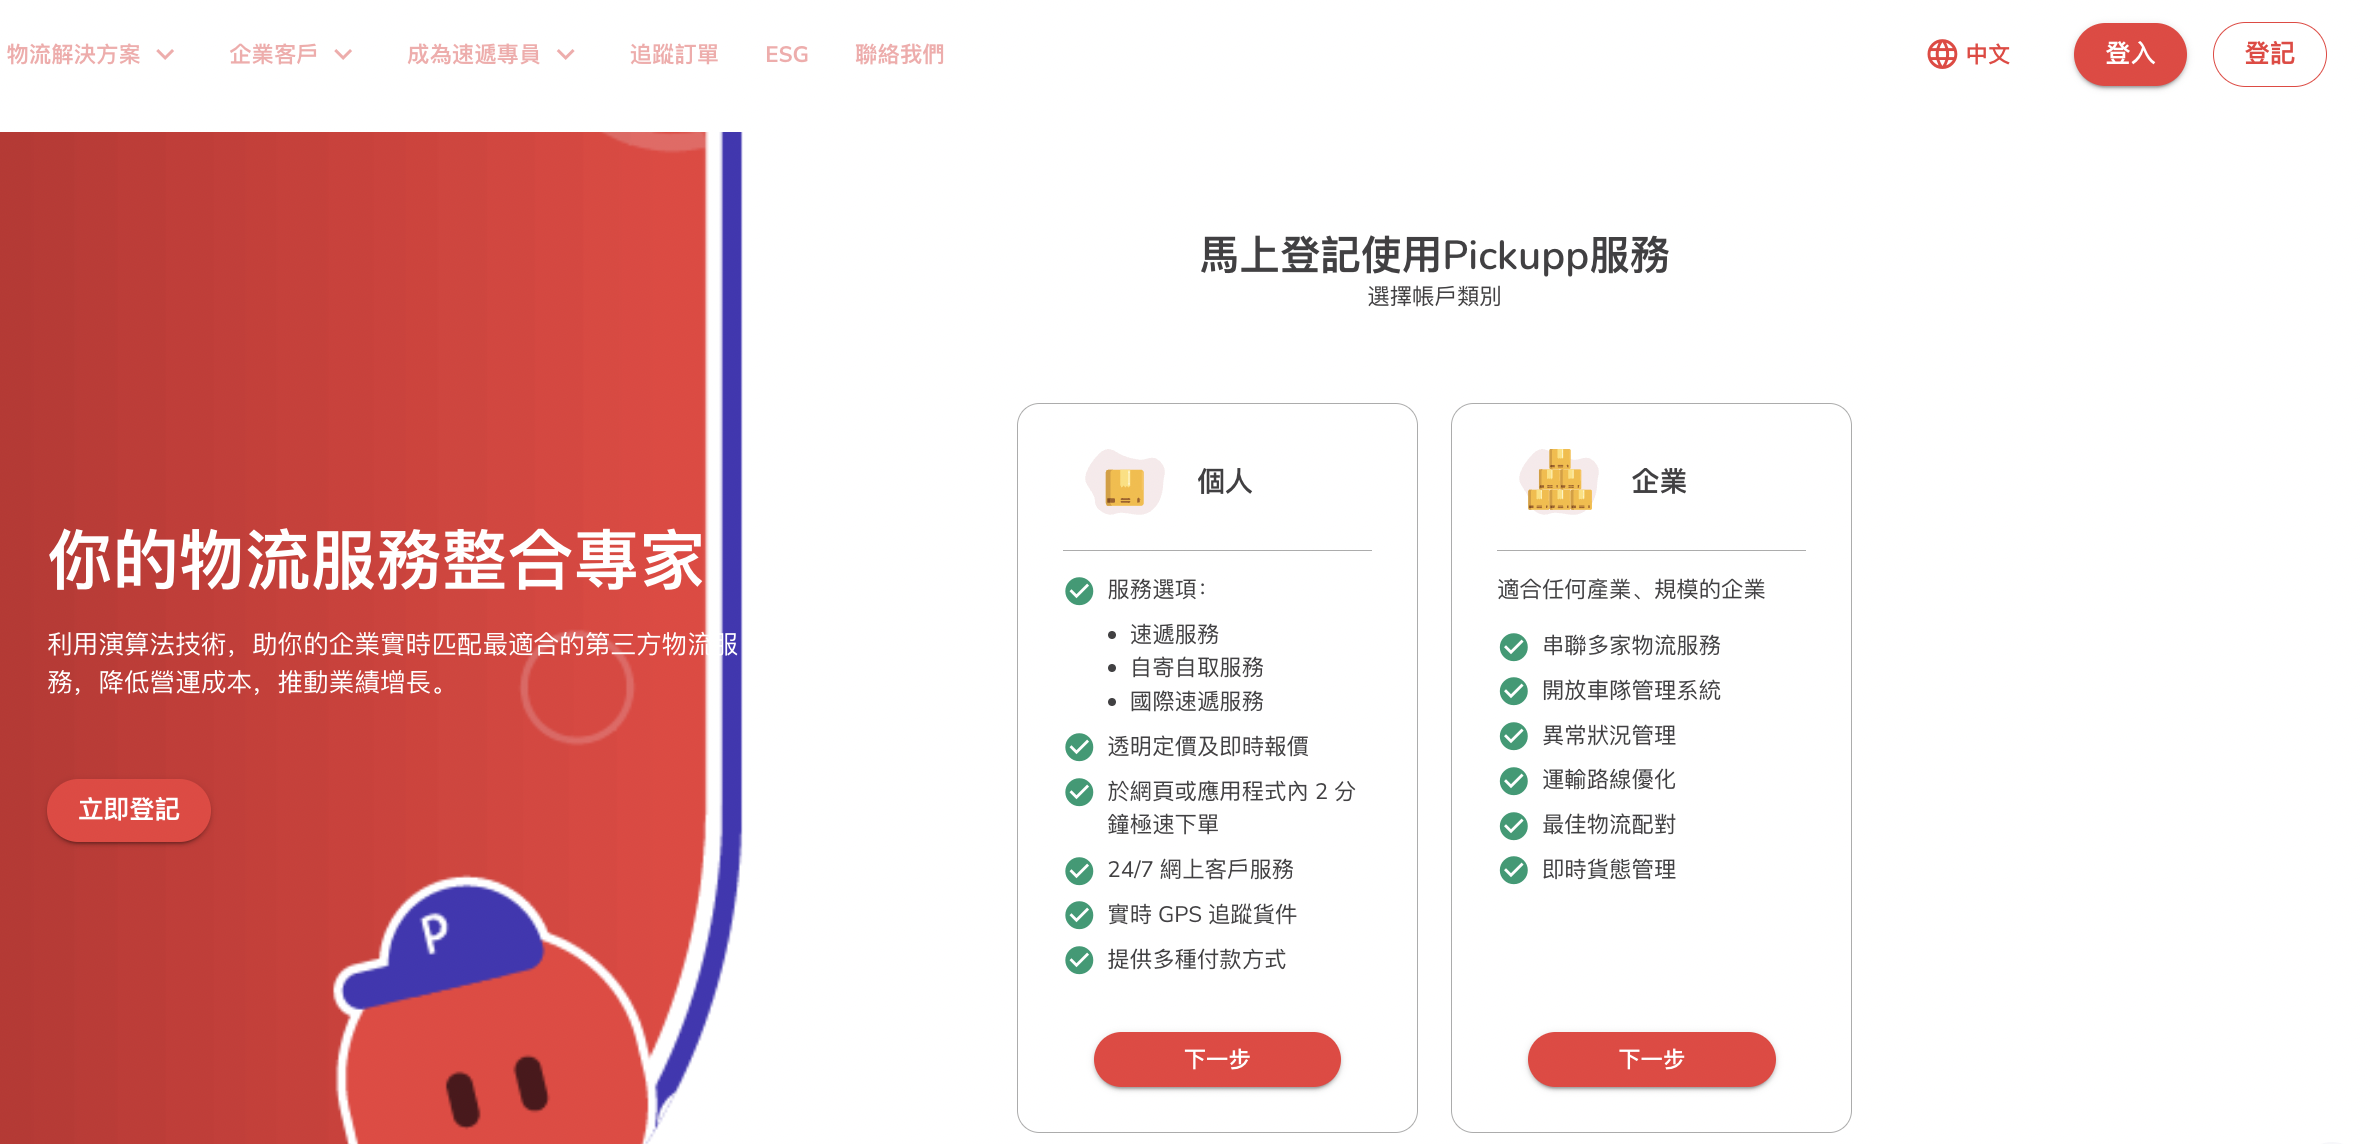 物流解決方案
企業客戶
成為速遞專員
追蹤訂單
ESG
聯絡我們
中文
登入
登記
你的物流服務整合專家
利用演算法技術，助你的企業實時匹配最適合的第三方物流服
務，降低營運成本，推動業績增長。
立即登記
P
馬上登記使用Pickupp服務
選擇帳戶類別
個人
服務選項：
• 速遞服務
• 自寄自取服務
• 國際速遞服務
透明定價及即時報價
於網頁或應用程式內 2 分
鐘極速下單
24/7 網上客戶服務
實時 GPS 追蹤貨件
提供多種付款方式
下一步
企業
適合任何產業、規模的企業
串聯多家物流服務
開放車隊管理系統
異常狀況管理
運輸路線優化
最佳物流配對
即時貨態管理
下一步